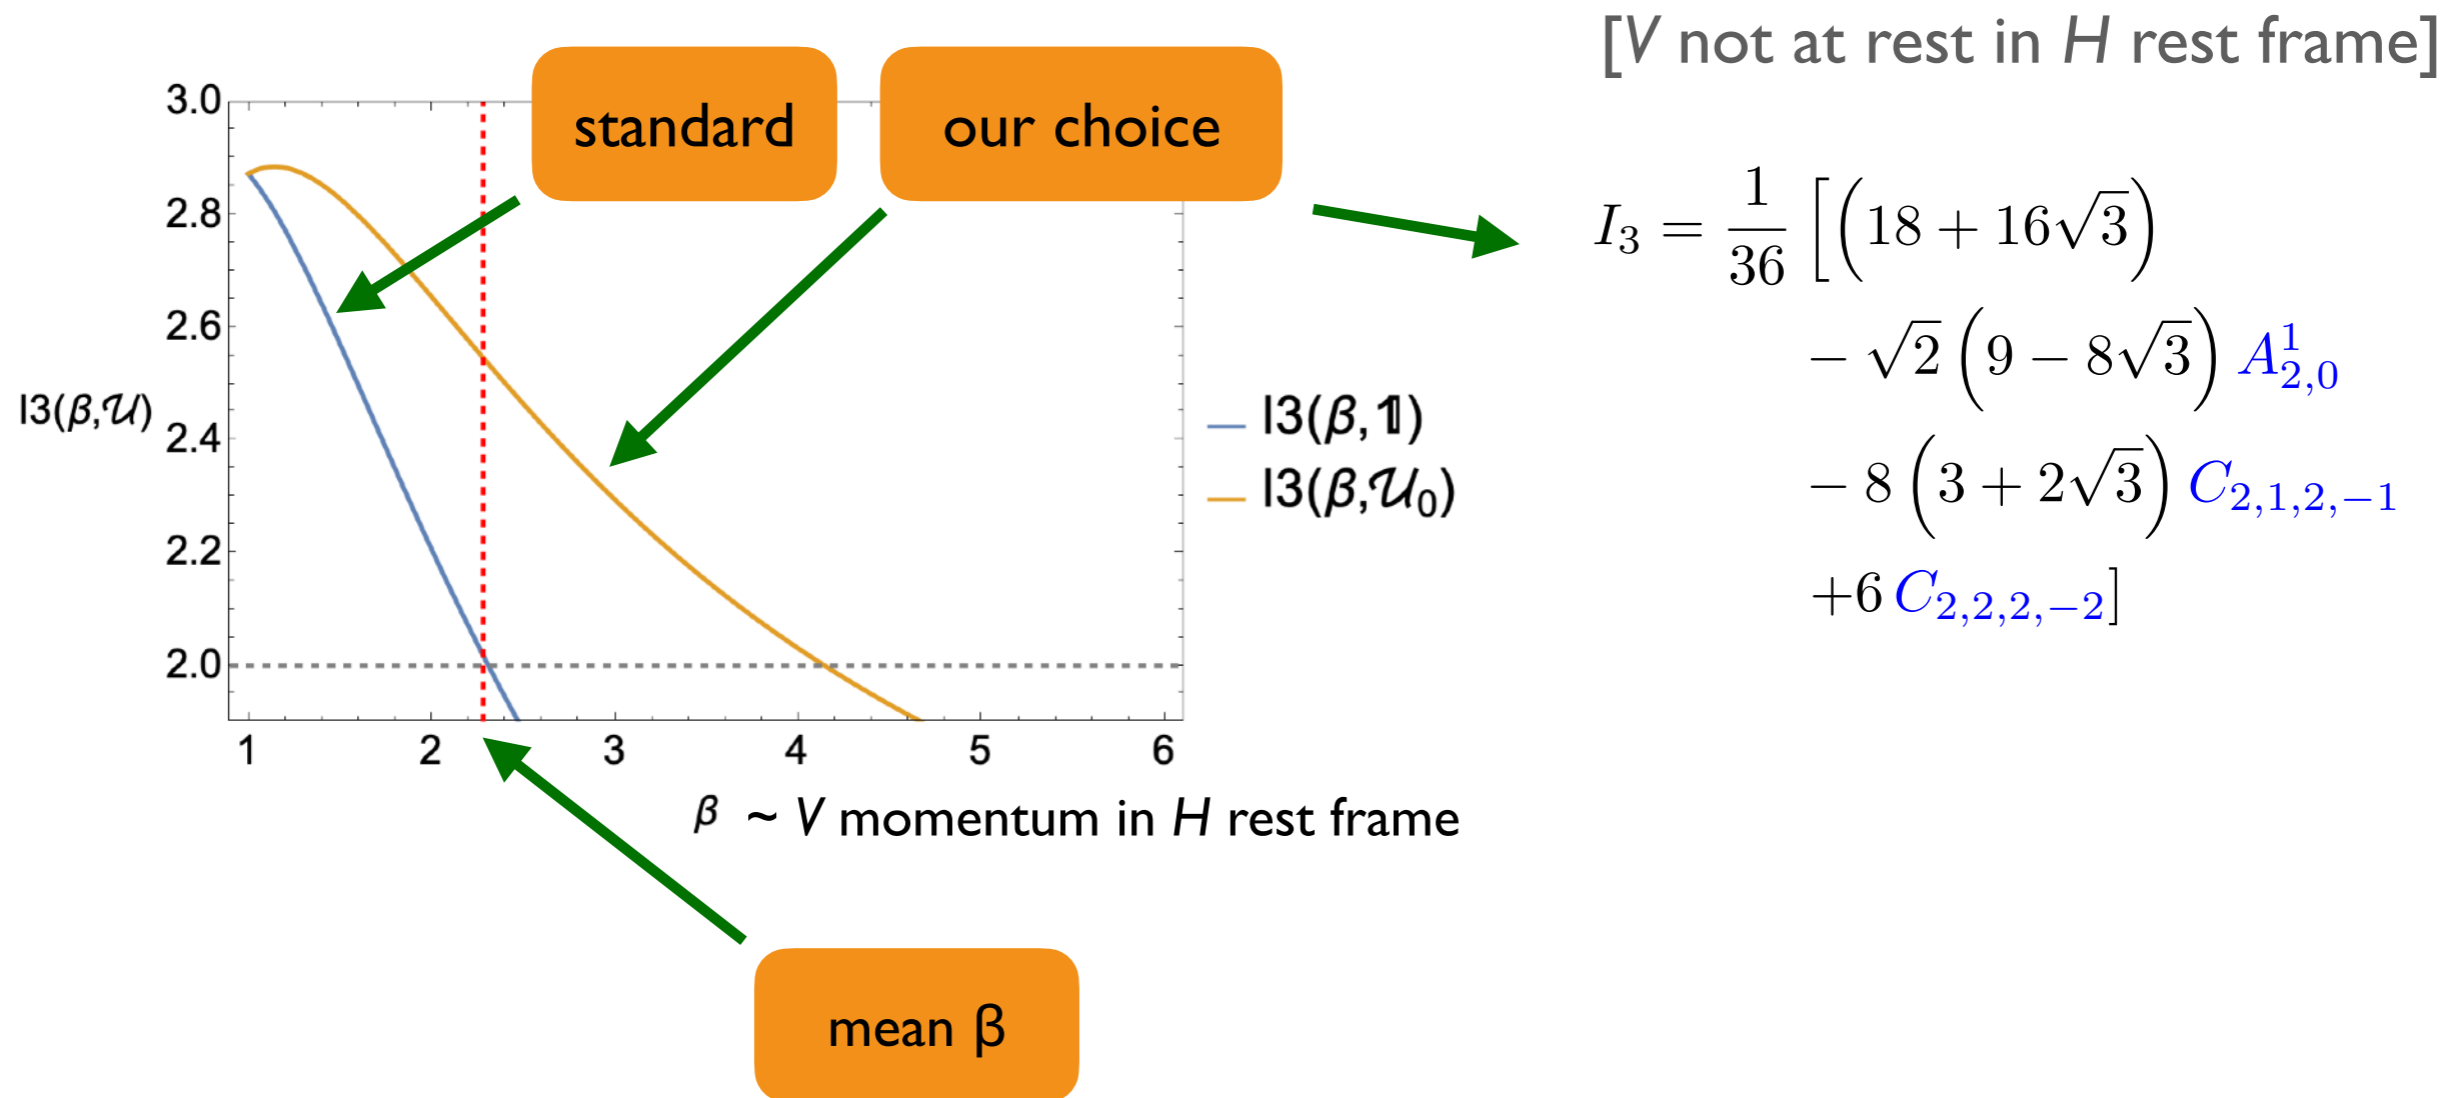 [V not at rest in H rest frame]
standard
our choice
3.0
2.8
2.6
2.4
2.2
2.0
I3(β,𝒰)
1 2 3 4 5 6
I3(β,𝟙)
I3(β,𝒰₀)
β ~ V momentum in H rest frame
mean β
I₃ = 1/36 [(18 + 16√3)
− √2 (9 − 8√3) A¹₂,₀
− 8 (3 + 2√3) C₂,₁,₂,₋₁
+6 C₂,₂,₂,₋₂]